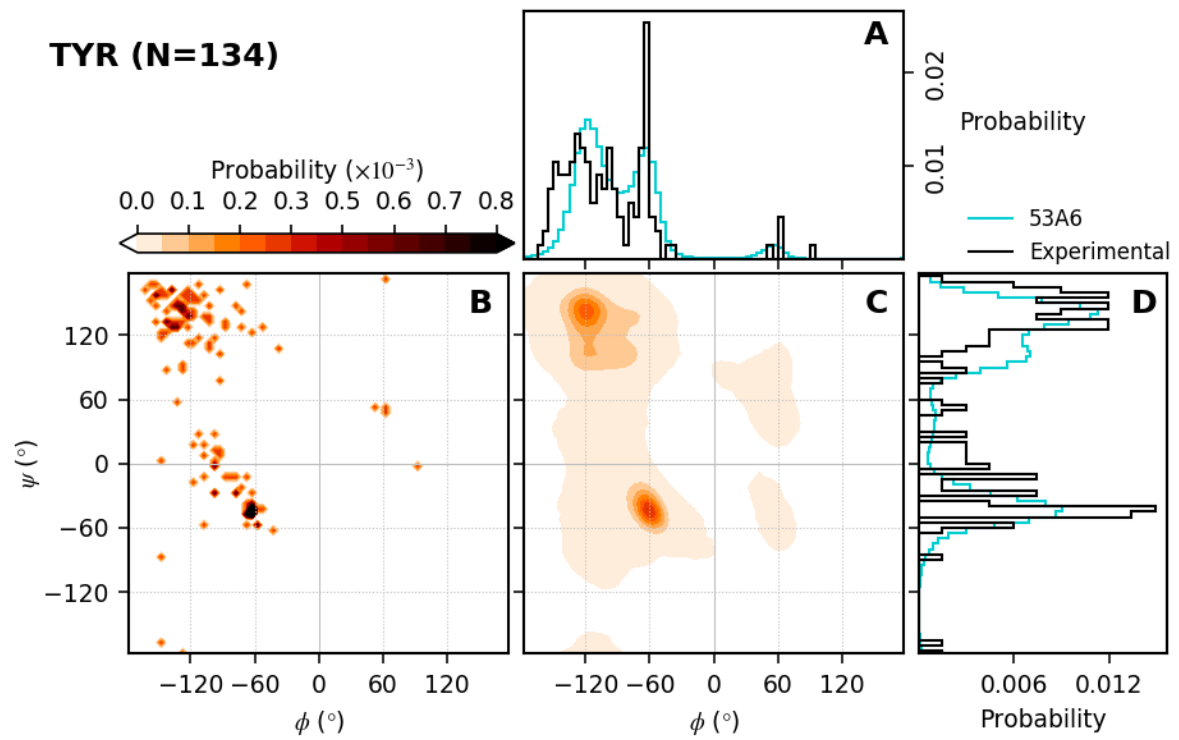 TYR (N=134)
A
0.02
0.01
Probability
53A6
Experimental
Probability (×10⁻³)
0.0 0.1 0.2 0.3 0.5 0.6 0.7 0.8
B
C
D
120
60
0
−60
−120
ψ (°)
−120 −60 0 60 120
−120 −60 0 60 120
0.006 0.012
ϕ (°)
ϕ (°)
Probability